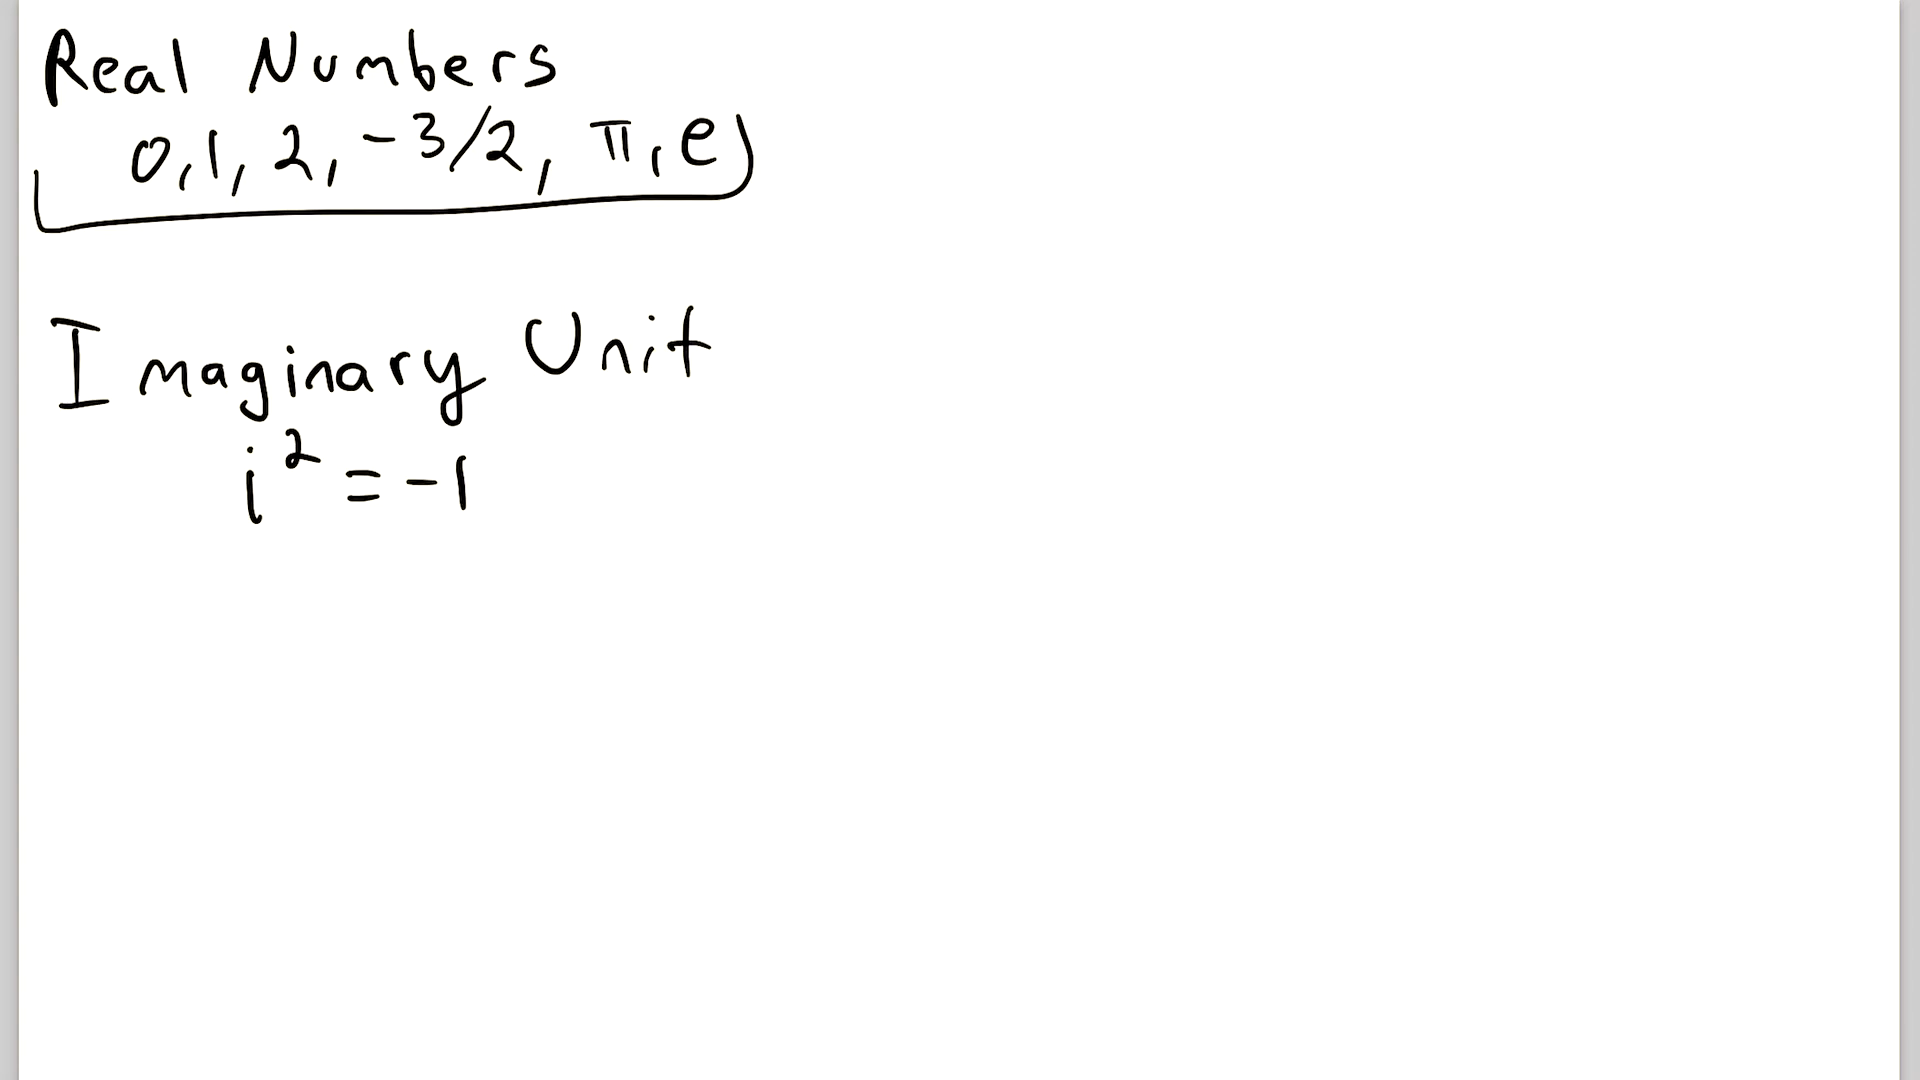 Real Numbers
0, 1, 2, -3/2, π, e
Imaginary Unit
i² = -1